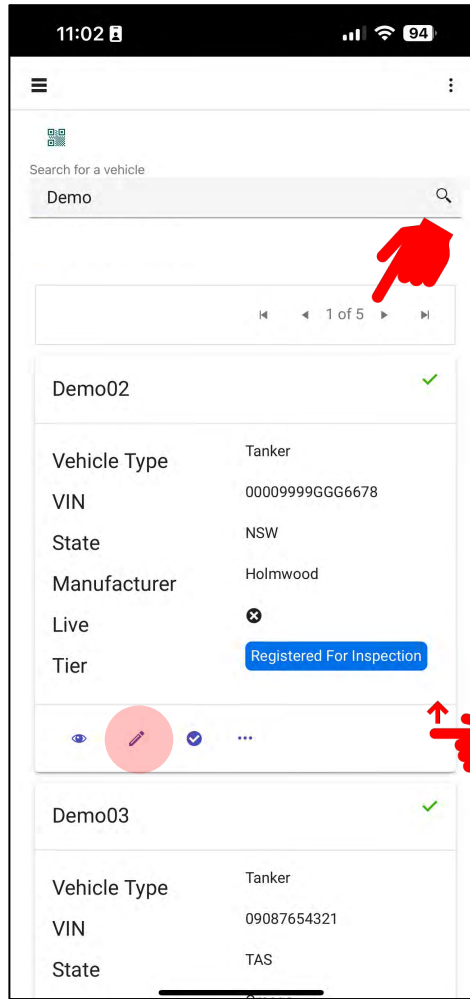 11:02
94
Search for a vehicle
Demo
1 of 5
Demo02
Vehicle Type Tanker
VIN 00009999GGG6678
State NSW
Manufacturer Holmwood
Live
Tier Registered For Inspection
Demo03
Vehicle Type Tanker
VIN 09087654321
State TAS